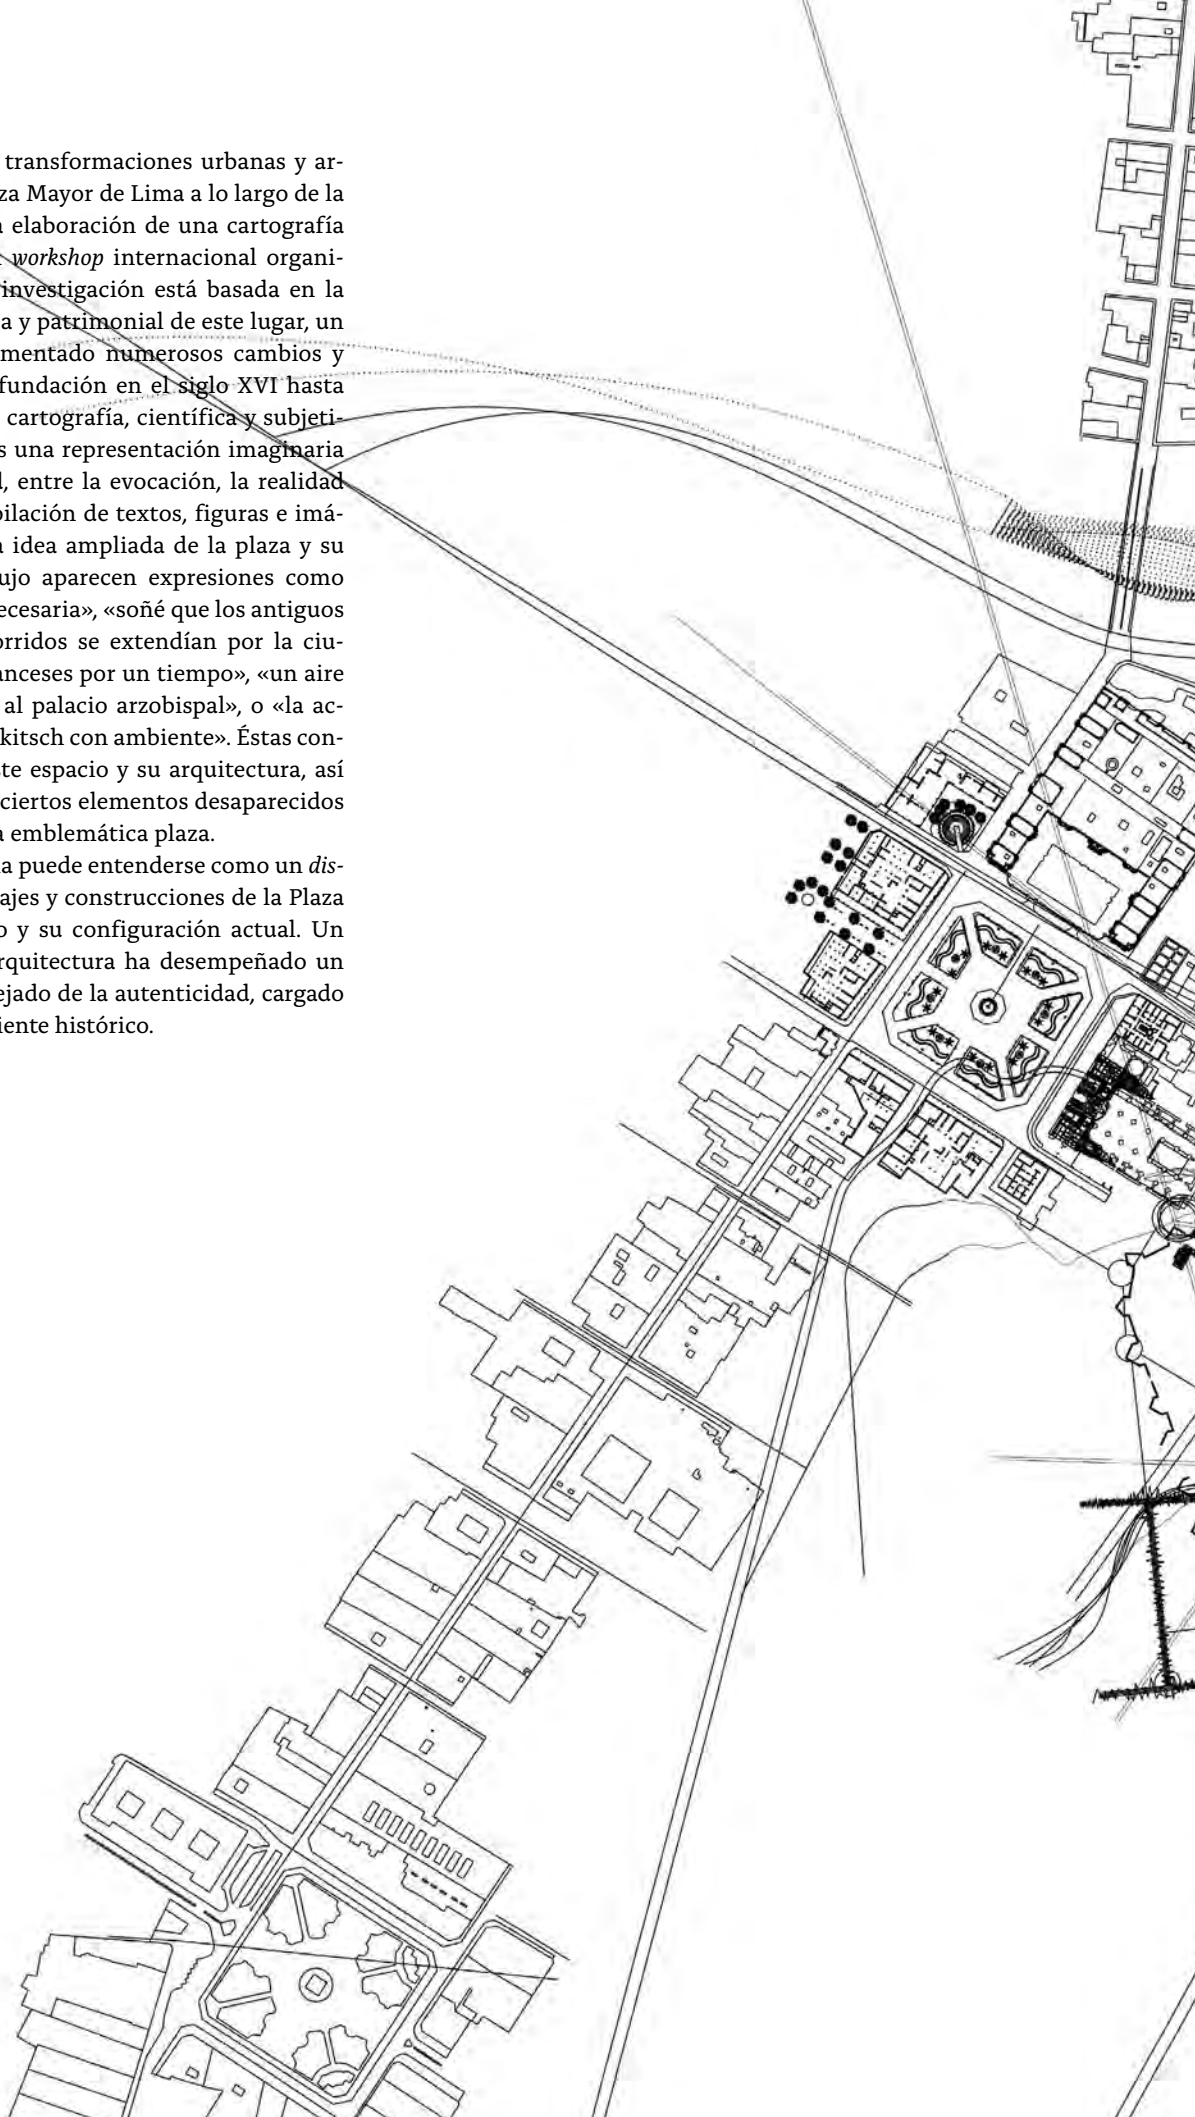 transformaciones urbanas y ar-
za Mayor de Lima a lo largo de la
elaboración de una cartografía
workshop internacional organi-
investigación está basada en la
a y patrimonial de este lugar, un
mentado numerosos cambios y
fundación en el siglo XVI hasta
cartografía, científica y subjeti-
s una representación imaginaria
, entre la evocación, la realidad
pilación de textos, figuras e imá-
idea ampliada de la plaza y su
ujo aparecen expresiones como
ecesaria», «soñé que los antiguos
orridos se extendían por la ciu-
anceses por un tiempo», «un aire
al palacio arzobispal», o «la ac-
kitsch con ambiente». Éstas con-
ste espacio y su arquitectura, así
ciertos elementos desaparecidos
a emblemática plaza.
na puede entenderse como un dis-
ajes y construcciones de la Plaza
o y su configuración actual. Un
rquitectura ha desempeñado un
ejado de la autenticidad, cargado
iente histórico.